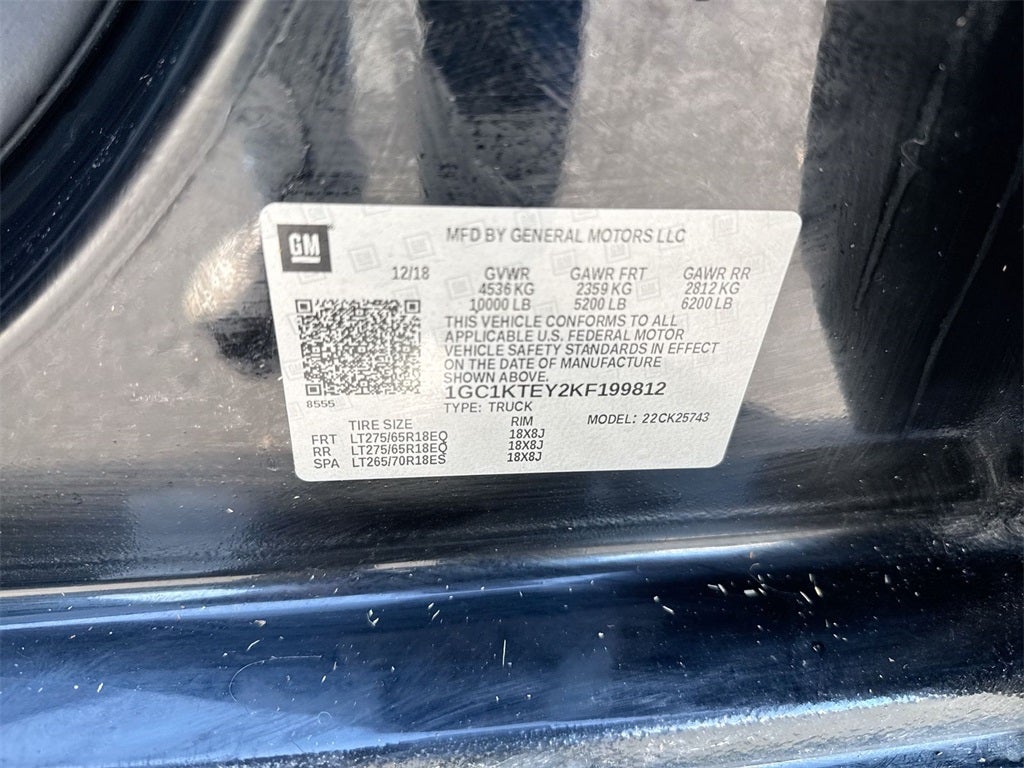 GM
MFD BY GENERAL MOTORS LLC
12/18 GVWR GAWR FRT GAWR RR
4536 KG 2359 KG 2812 KG
10000 LB 5200 LB 6200 LB
THIS VEHICLE CONFORMS TO ALL
APPLICABLE U.S. FEDERAL MOTOR
VEHICLE SAFETY STANDARDS IN EFFECT
ON THE DATE OF MANUFACTURE
SHOWN ABOVE.
8555
1GC1KTEY2KF199812
TYPE: TRUCK
MODEL: 22CK25743
TIRE SIZE RIM
FRT LT275/65R18EQ 18X8J
RR LT275/65R18EQ 18X8J
SPA LT265/70R18ES 18X8J